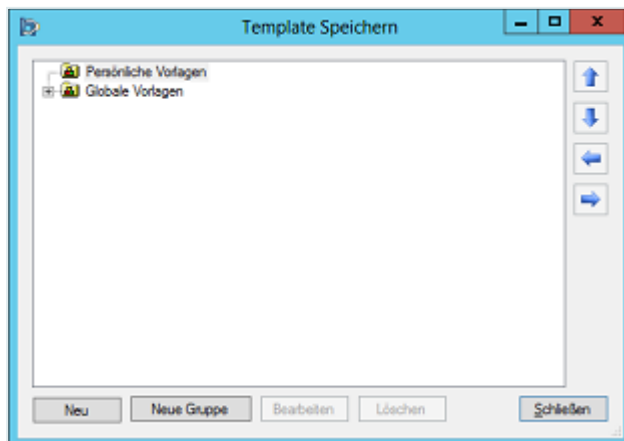 Template Speichern
Persönliche Vorlagen
Globale Vorlagen
Neu Neue Gruppe Bearbeiten Löschen Schließen